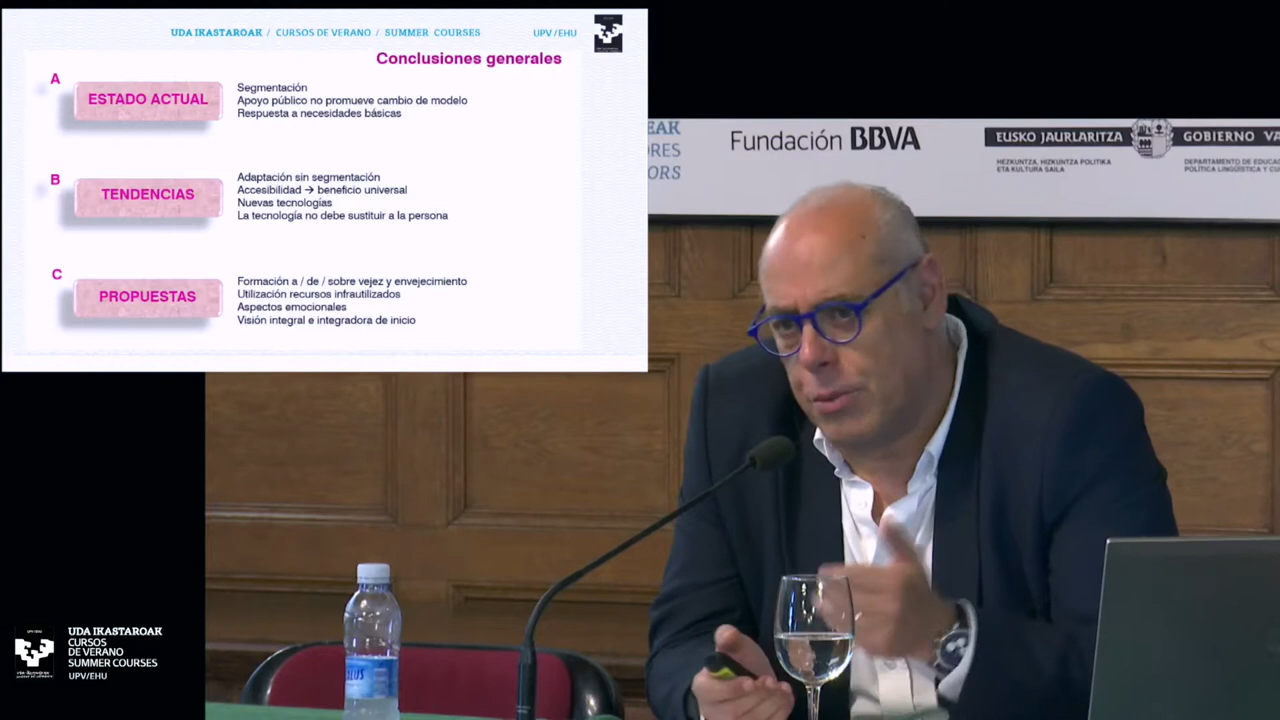 UDA IKASTAROAK / CURSOS DE VERANO / SUMMER COURSES
UPV/EHU
Conclusiones generales
A
ESTADO ACTUAL
Segmentación
Apoyo público no promueve cambio de modelo
Respuesta a necesidades básicas
B
TENDENCIAS
Adaptación sin segmentación
Accesibilidad → beneficio universal
Nuevas tecnologías
La tecnología no debe sustituir a la persona
C
PROPUESTAS
Formación a / de / sobre vejez y envejecimiento
Utilización recursos infrautilizados
Aspectos emocionales
Visión integral e integradora de inicio
EAK
ORES
ORS
Fundación BBVA
EUSKO JAURLARITZA
GOBIERNO VA
HEZKUNTZA, HIZKUNTZA POLITIKA
ETA KULTURA SAILA
DEPARTAMENTO DE EDUCA
POLÍTICA LINGÜÍSTICA Y CU
UDA IKASTAROAK
CURSOS
DE VERANO
SUMMER COURSES
UPV/EHU